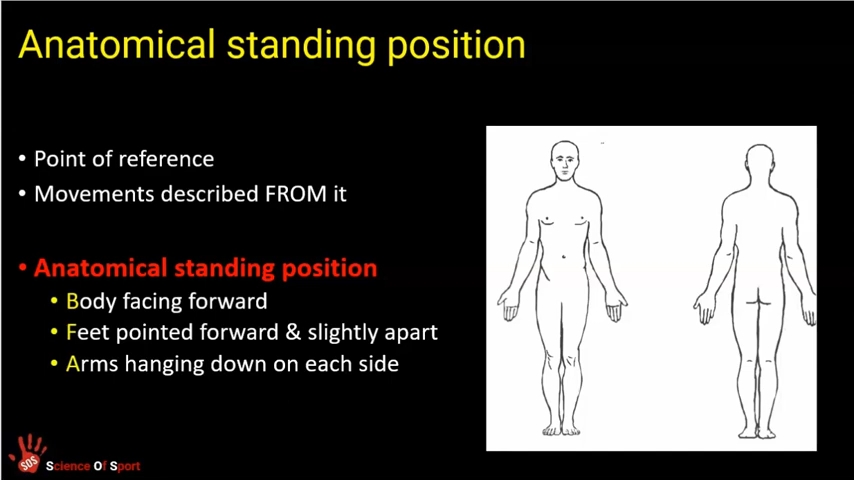 Anatomical standing position
• Point of reference
• Movements described FROM it
• Anatomical standing position
• Body facing forward
• Feet pointed forward & slightly apart
• Arms hanging down on each side
SOS
Science Of Sport